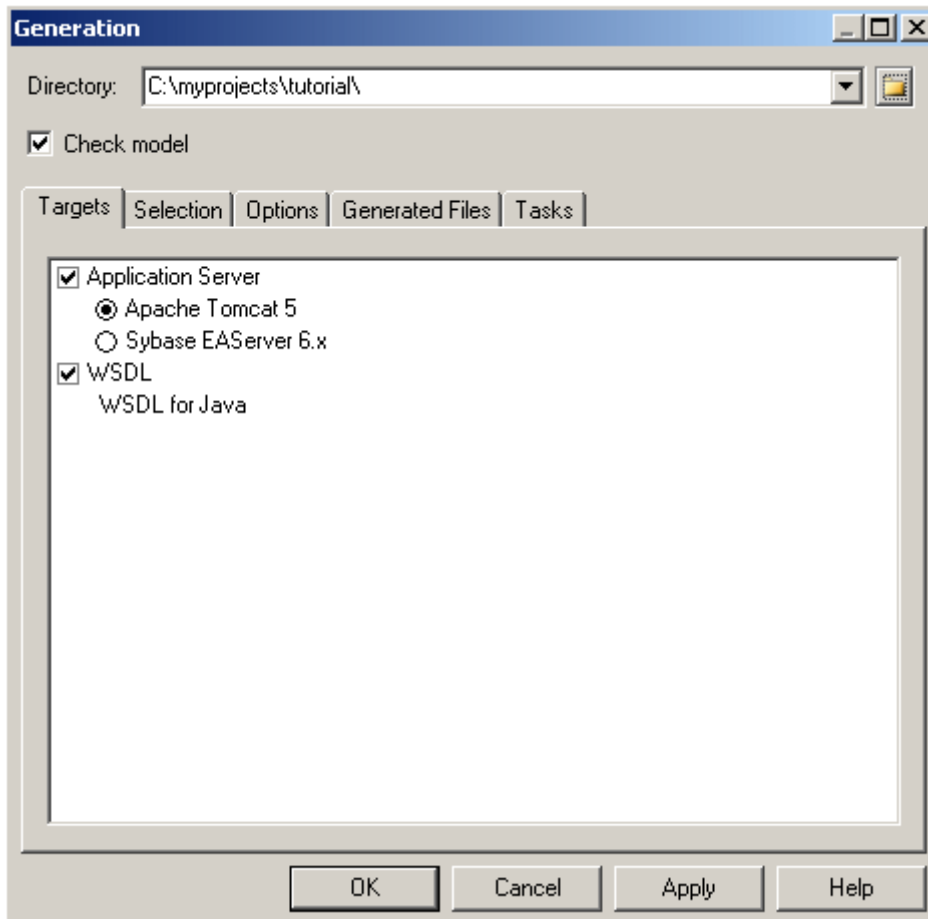 Generation
Directory: C:\myprojects\tutorial\
Check model
Targets Selection Options Generated Files Tasks
Application Server
Apache Tomcat 5
Sybase EAServer 6.x
WSDL
WSDL for Java
OK Cancel Apply Help